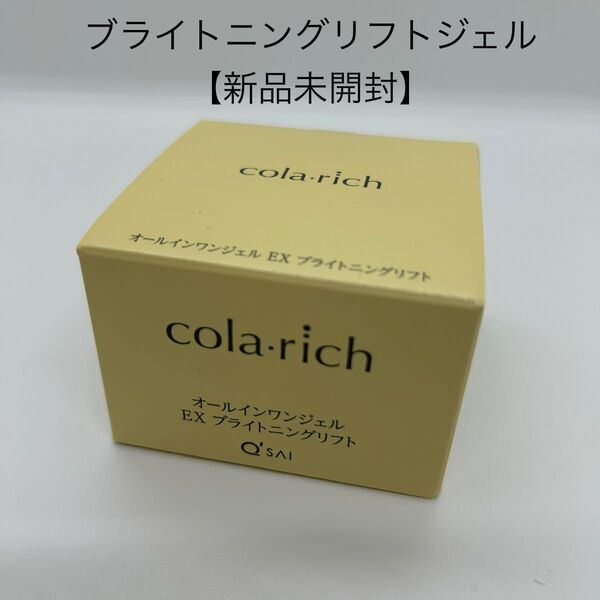 ブライトニングリフトジェル
【新品未開封】
cola・rich
オールインワンジェル EX ブライトニングリフト
cola・rich
オールインワンジェル
EX ブライトニングリフト
Q'SAI